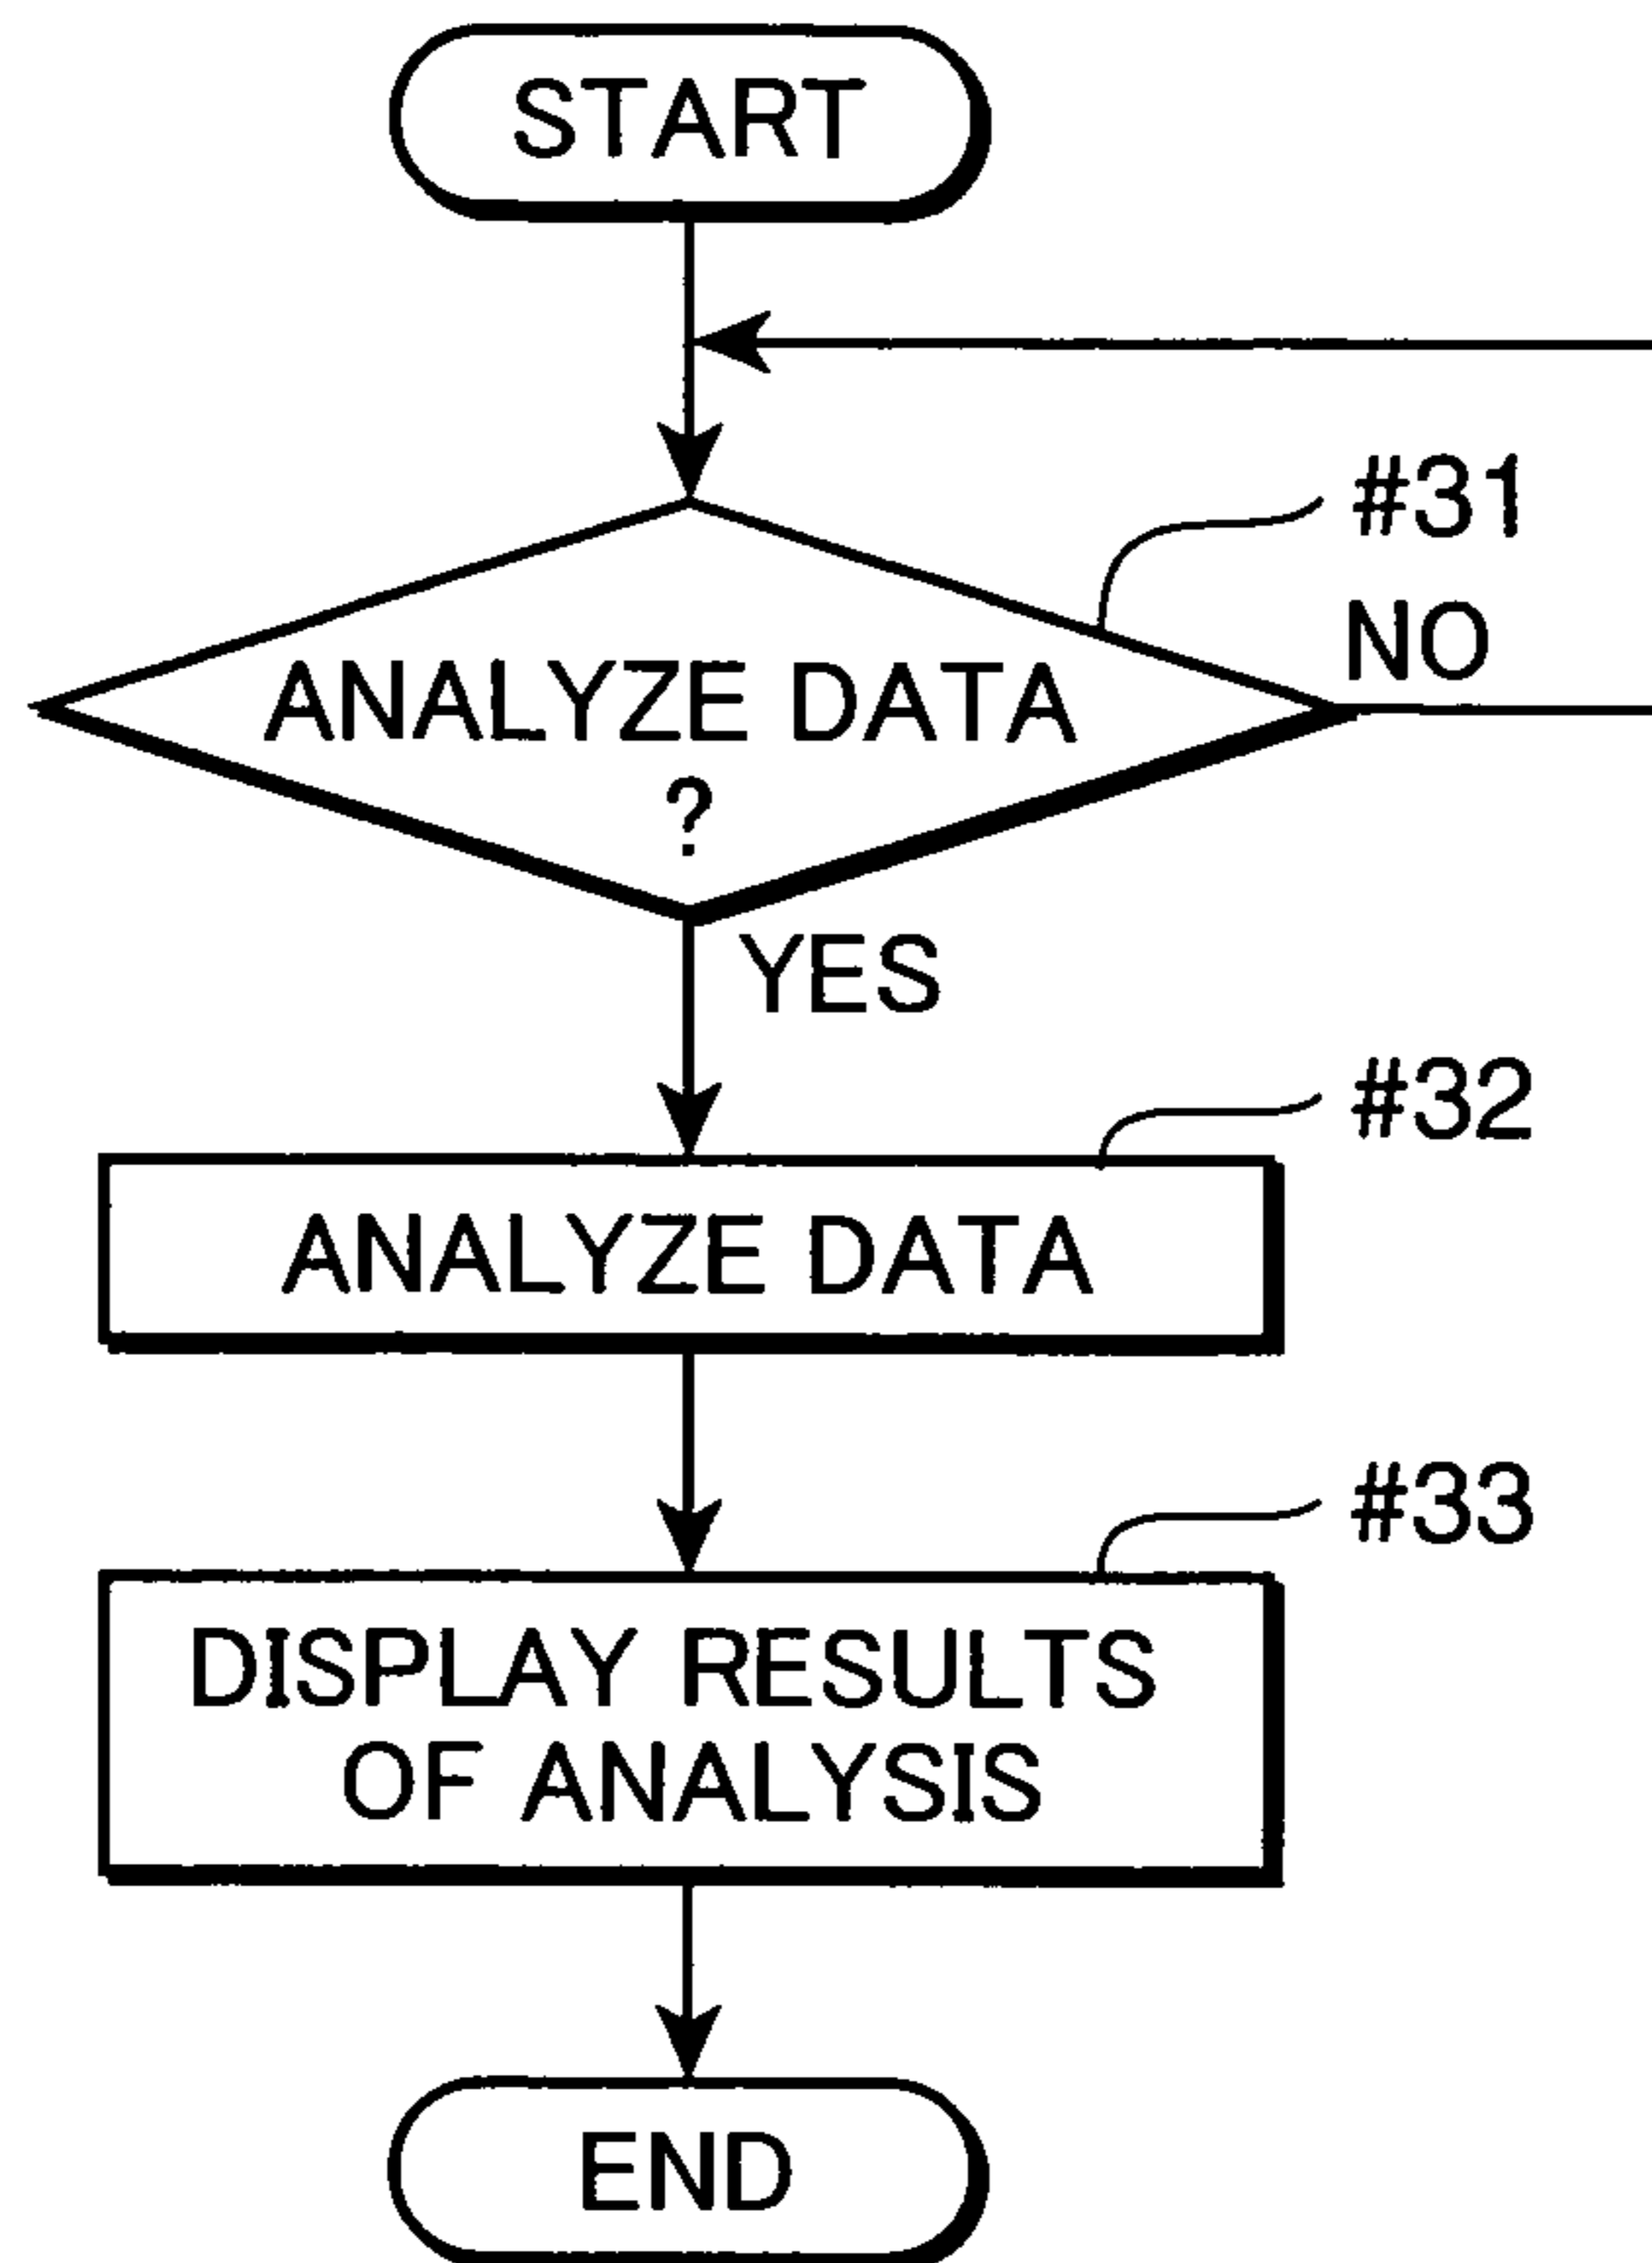 START
#31
NO
ANALYZE DATA
?
YES
#32
ANALYZE DATA
#33
DISPLAY RESULTS
OF ANALYSIS
END